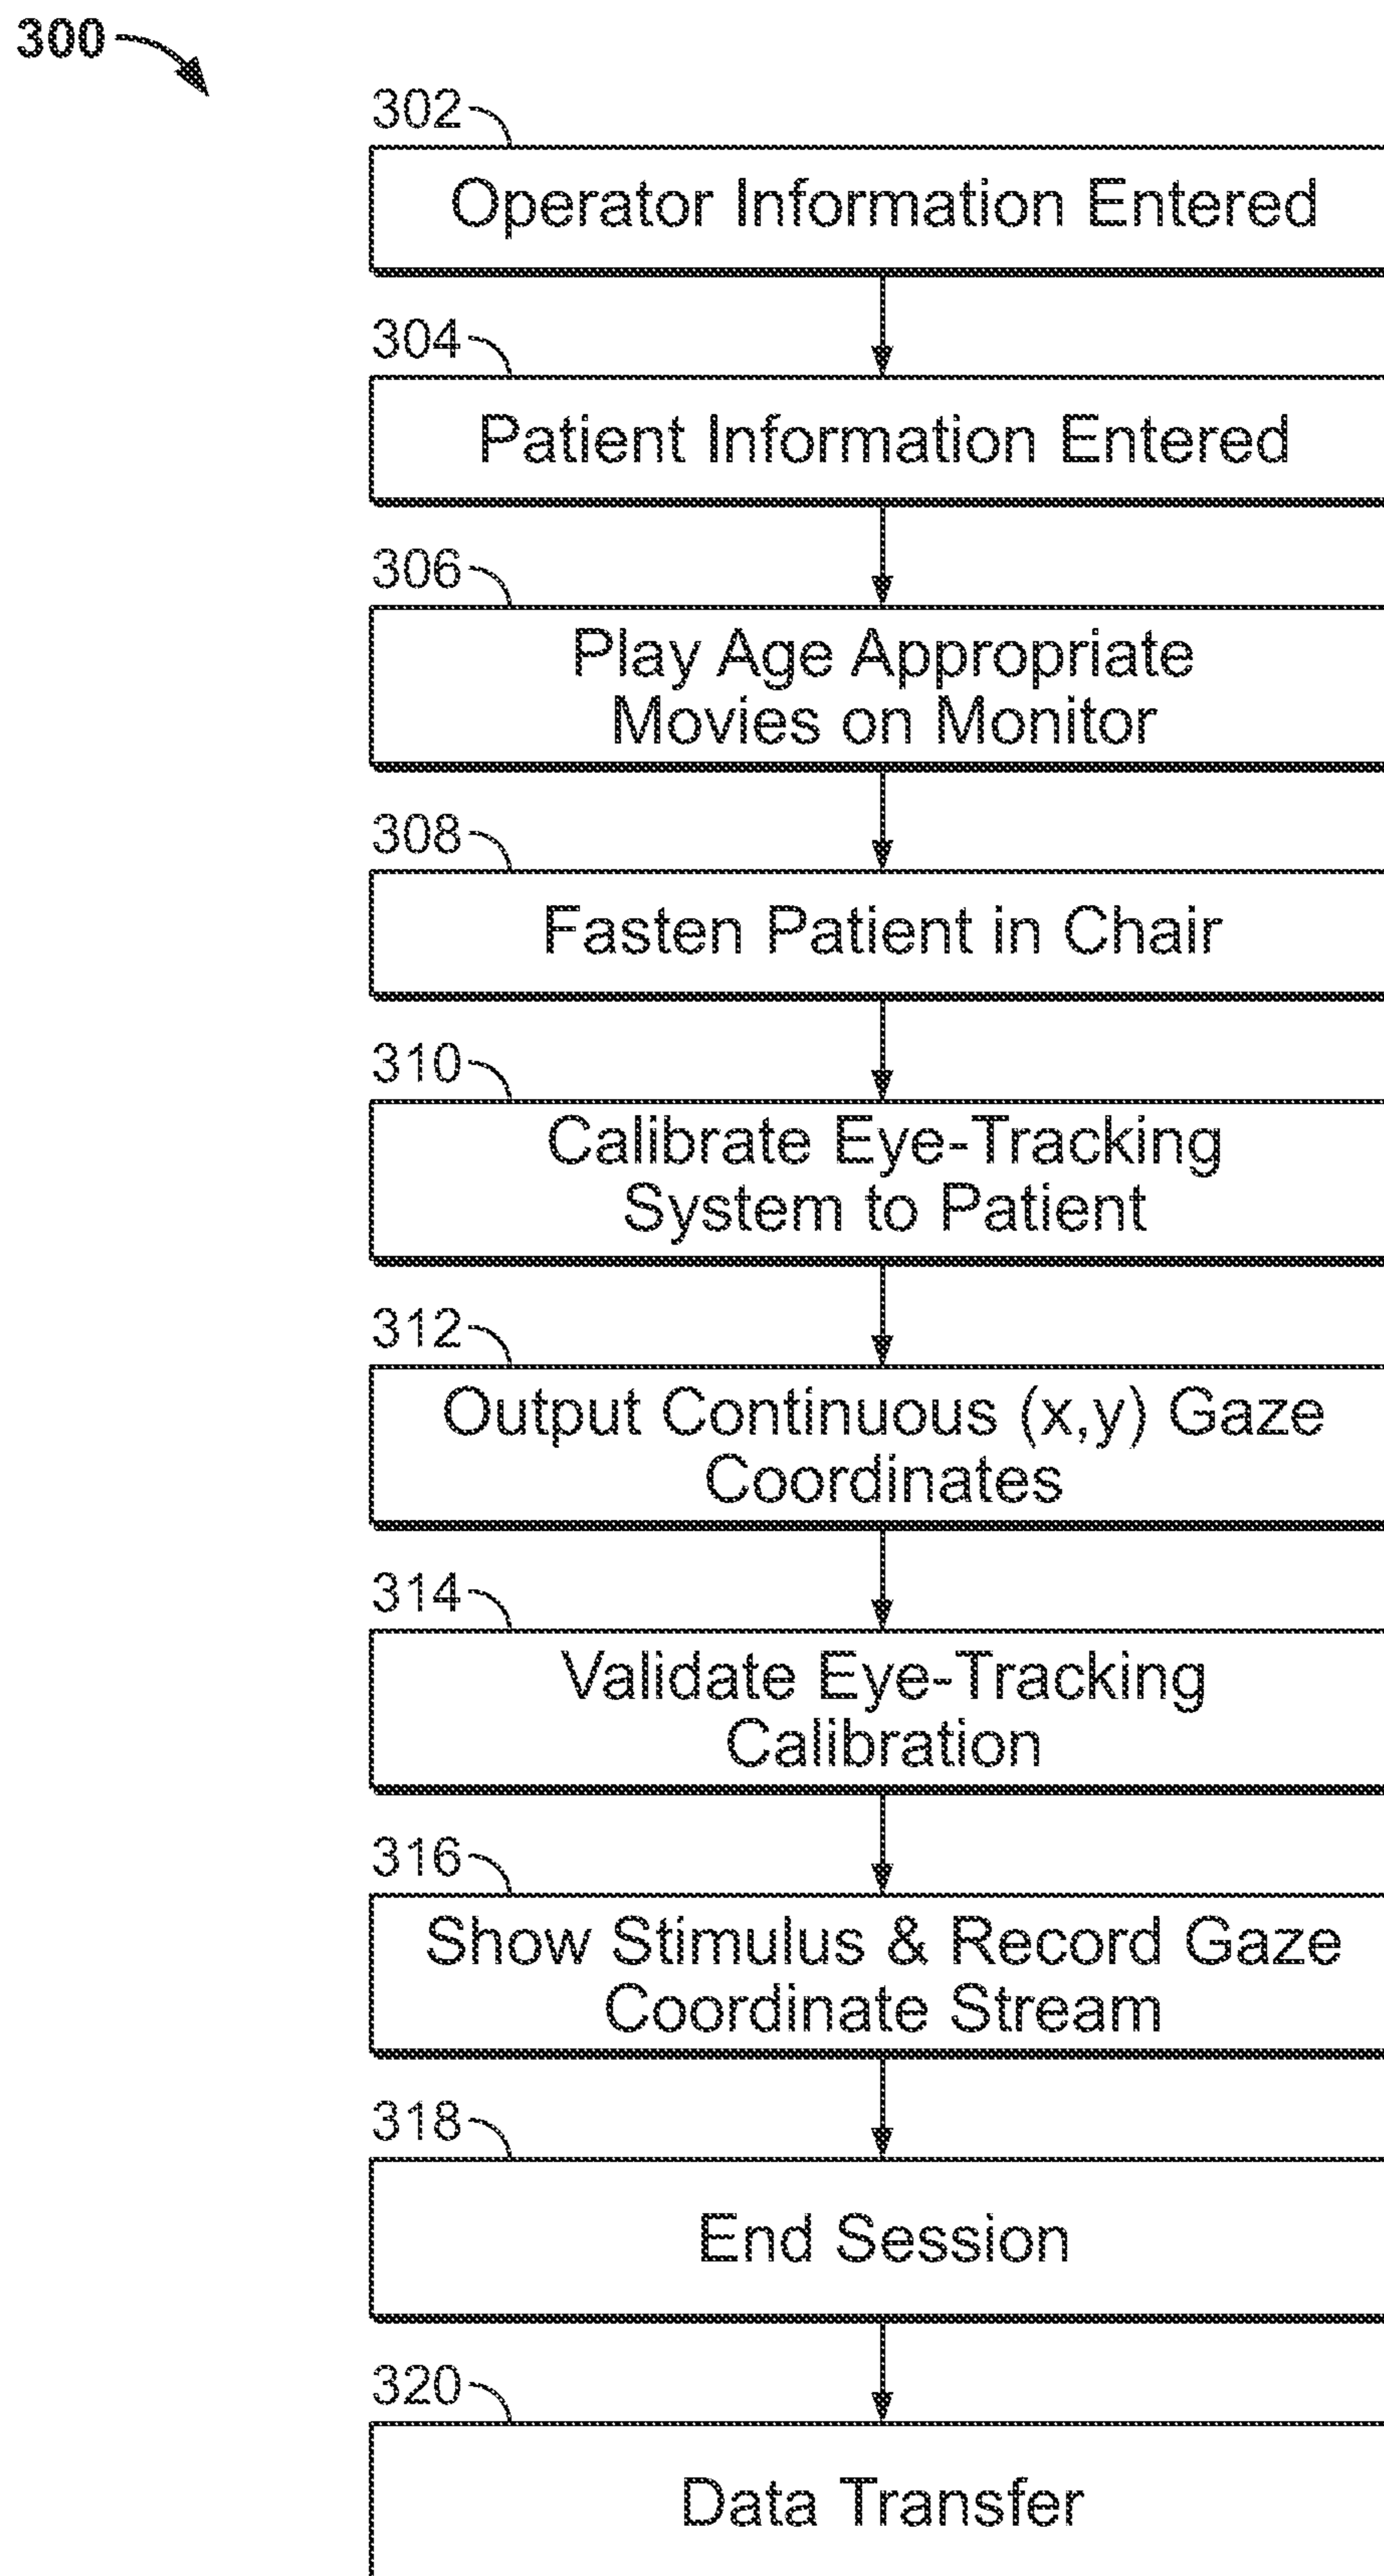 300
302
Operator Information Entered
304
Patient Information Entered
306
Play Age Appropriate
Movies on Monitor
308
Fasten Patient in Chair
310
Calibrate Eye-Tracking
System to Patient
312
Output Continuous (x,y) Gaze
Coordinates
314
Validate Eye-Tracking
Calibration
316
Show Stimulus & Record Gaze
Coordinate Stream
318
End Session
320
Data Transfer